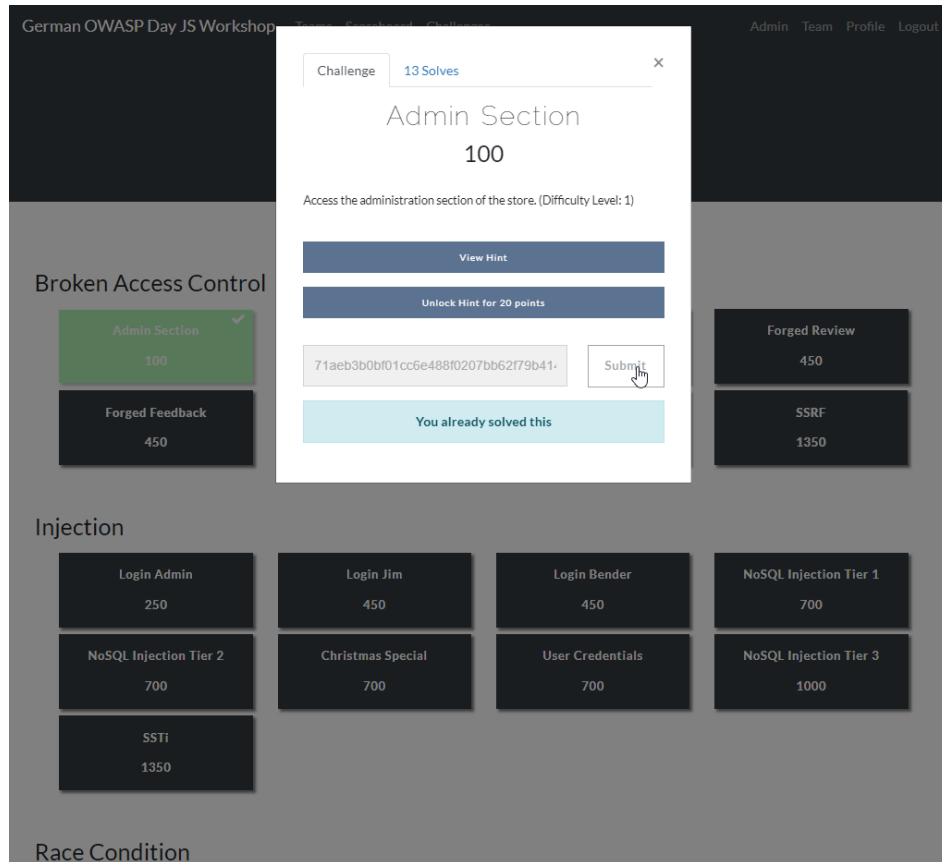 German OWASP Day JS Workshop Teams Scoreboard Challenges Admin Team Profile Logout
Challenge 13 Solves ×
Admin Section
100
Access the administration section of the store. (Difficulty Level: 1)
View Hint
Unlock Hint for 20 points
71aeb3b0bf01cc6e488f0207bb62f79b41 Submit
You already solved this
Broken Access Control
Admin Section
100
Forged Review
450
Forged Feedback
450
SSRF
1350
Injection
Login Admin
250
Login Jim
450
Login Bender
450
NoSQL Injection Tier 1
700
NoSQL Injection Tier 2
700
Christmas Special
700
User Credentials
700
NoSQL Injection Tier 3
1000
SSTi
1350
Race Condition